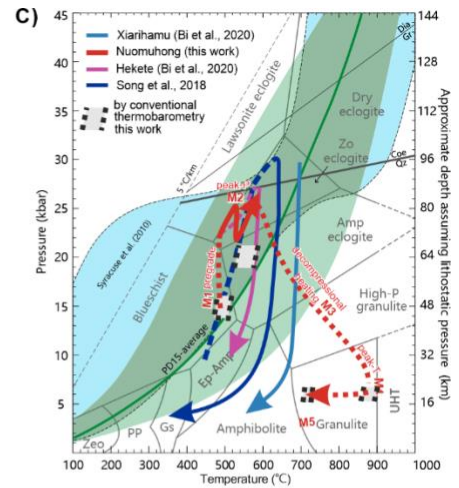 C)
Xiarihamu (Bi et al., 2020)
Nuomuhong (this work)
Hekete (Bi et al., 2020)
Song et al., 2018
by conventional
thermobarometry
this work
45
40
35
30
25
20
15
10
5
Pressure (kbar)
144
128
112
96
80
64
48
32
16
Approximate depth assuming lithostatic pressure (km)
100
200
300
400
500
600
700
800
900
1000
Temperature (℃)
Dia
Gr
Lawsonite eclogite
Dry
eclogite
Zo
eclogite
Coe
Qz
5℃/km
Syracuse et al. (2010)
Amp
eclogite
peak-P
M2
M1 prograde
decompressional
heating
M3
Blueschist
PD15-average
High-P
granulite
Ep-Amp
peak-T, M4
UHT
M5
Granulite
Amphibolite
Gs
PP
Zeo